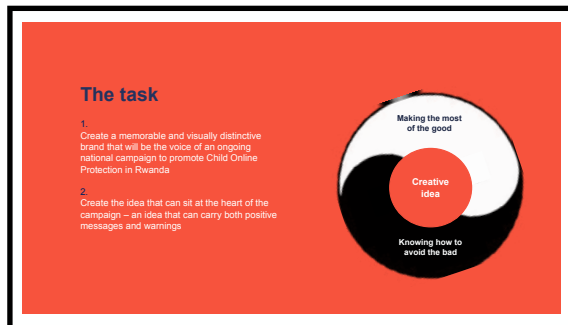 The task
1.
Create a memorable and visually distinctive
brand that will be the voice of an ongoing
national campaign to promote Child Online
Protection in Rwanda
2.
Create the idea that can sit at the heart of the
campaign – an idea that can carry both positive
messages and warnings
Making the most
of the good
Creative
idea
Knowing how to
avoid the bad